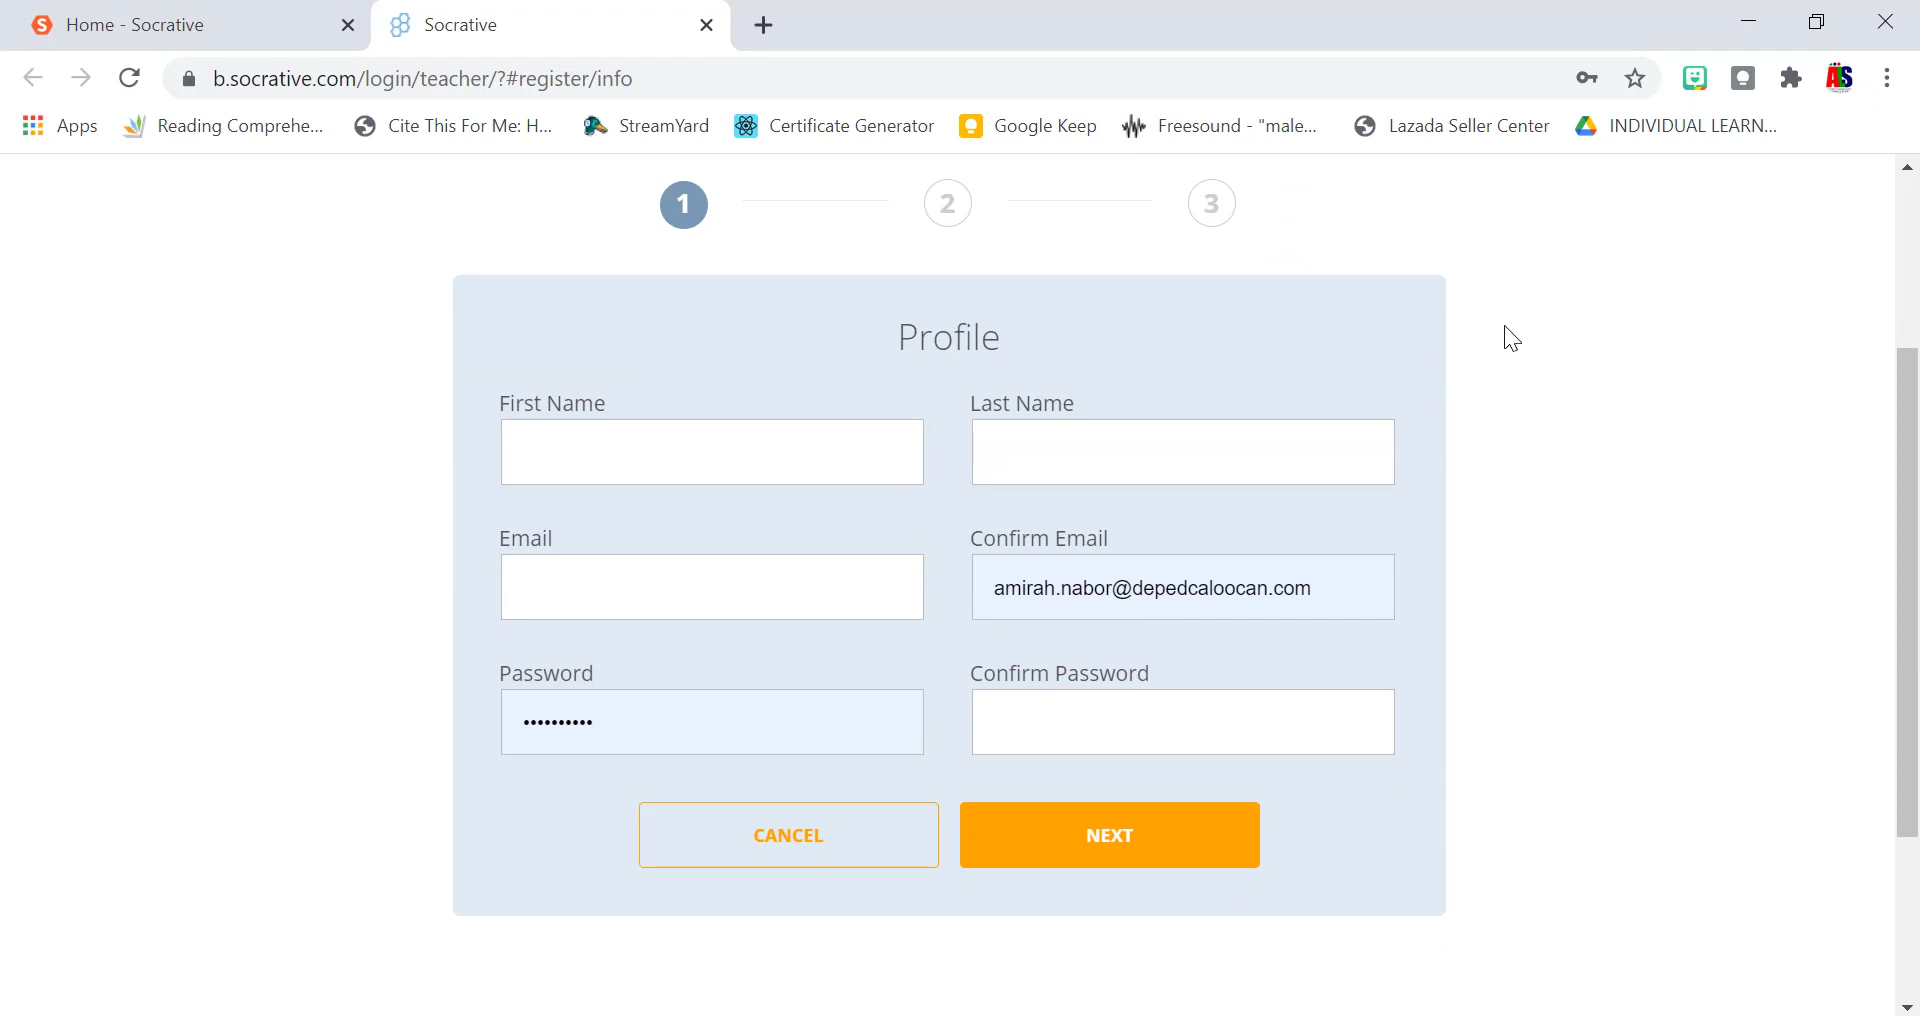 Home - Socrative
Socrative
b.socrative.com/login/teacher/?#register/info
Apps
Reading Comprehe...
Cite This For Me: H...
StreamYard
Certificate Generator
Google Keep
Freesound - "male...
Lazada Seller Center
INDIVIDUAL LEARN...
1 2 3
Profile
First Name
Last Name
Email
Confirm Email
amirah.nabor@depedcaloocan.com
Password
Confirm Password
••••••••••
CANCEL
NEXT